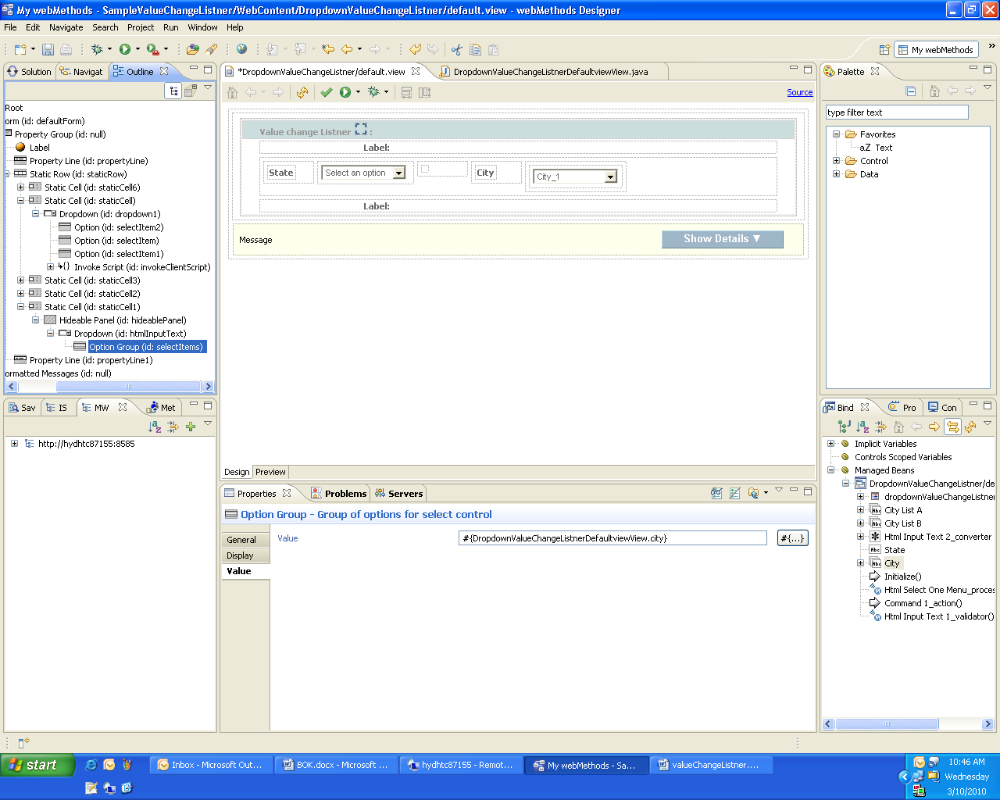 My webMethods - SampleValueChangeListner/WebContent/DropdownValueChangeListner/default.view - webMethods Designer
File Edit Navigate Search Project Run Window Help
My webMethods
Solution Navigat Outline
Root
orm (id: defaultForm)
Property Group (id: null)
Label
Property Line (id: propertyLine)
Static Row (id: staticRow)
Static Cell (id: staticCell6)
Static Cell (id: staticCell)
Dropdown (id: dropdown1)
Option (id: selectItem2)
Option (id: selectItem)
Option (id: selectItem1)
Invoke Script (id: invokeClientScript)
Static Cell (id: staticCell3)
Static Cell (id: staticCell2)
Static Cell (id: staticCell1)
Hideable Panel (id: hideablePanel)
Dropdown (id: htmlInputText)
Option Group (id: selectItems)
Property Line (id: propertyLine1)
ormatted Messages (id: null)
Sav IS MW Met
http://hydhtc87155:8585
*DropdownValueChangeListner/default.view DropdownValueChangeListnerDefaultviewView.java
Source
Value change Listner :
Label:
State Select an option City City_1
Label:
Message Show Details ▼
Design Preview
Properties Problems Servers
Option Group - Group of options for select control
General
Display
Value
Value #{DropdownValueChangeListnerDefaultviewView.city} #{...}
Palette
type filter text
Favorites
aZ Text
Control
Data
Bind Pro Con
Implicit Variables
Controls Scoped Variables
Managed Beans
DropdownValueChangeListner/de
dropdownValueChangeListne
Abc City List A
Abc City List B
Html Input Text 2_converter
Abc State
Abc City
Initialize()
Html Select One Menu_proces
Command 1_action()
Html Input Text 1_validator()
start
Inbox - Microsoft Out...
BOK.docx - Microsoft ...
hydhtc87155 - Remot...
My webMethods - Sa...
valueChangeListner....
10:46 AM
Wednesday
3/10/2010